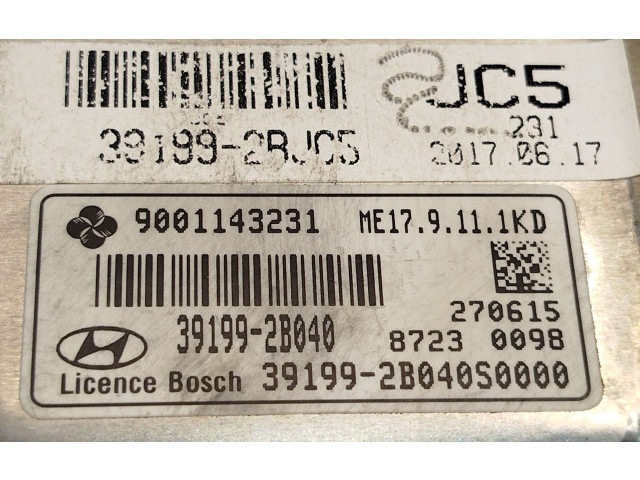 JC5
231
39199-2BJC5 2017.06.17
9001143231 ME17.9.11.1KD
270615
39199-2B040 8723 0098
Licence Bosch 39199-2B040S0000